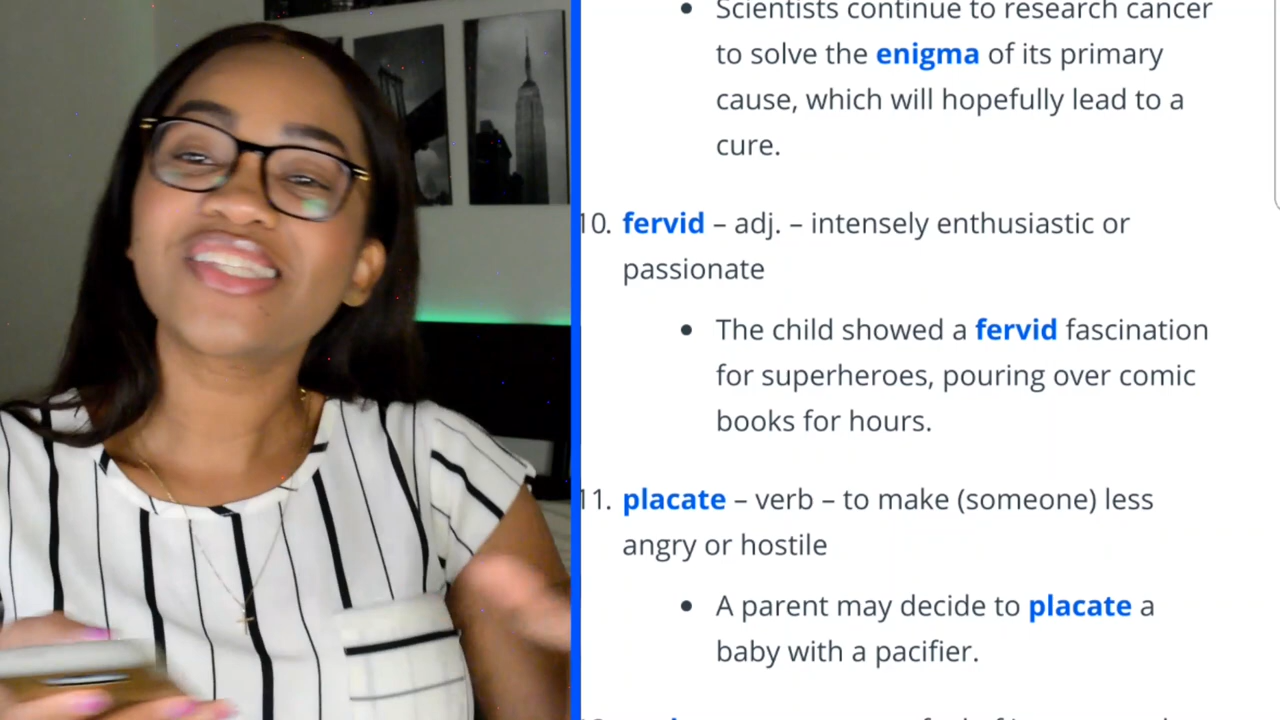 Scientists continue to research cancer
to solve the enigma of its primary
cause, which will hopefully lead to a
cure.
10. fervid – adj. – intensely enthusiastic or
passionate
The child showed a fervid fascination
for superheroes, pouring over comic
books for hours.
11. placate – verb – to make (someone) less
angry or hostile
A parent may decide to placate a
baby with a pacifier.